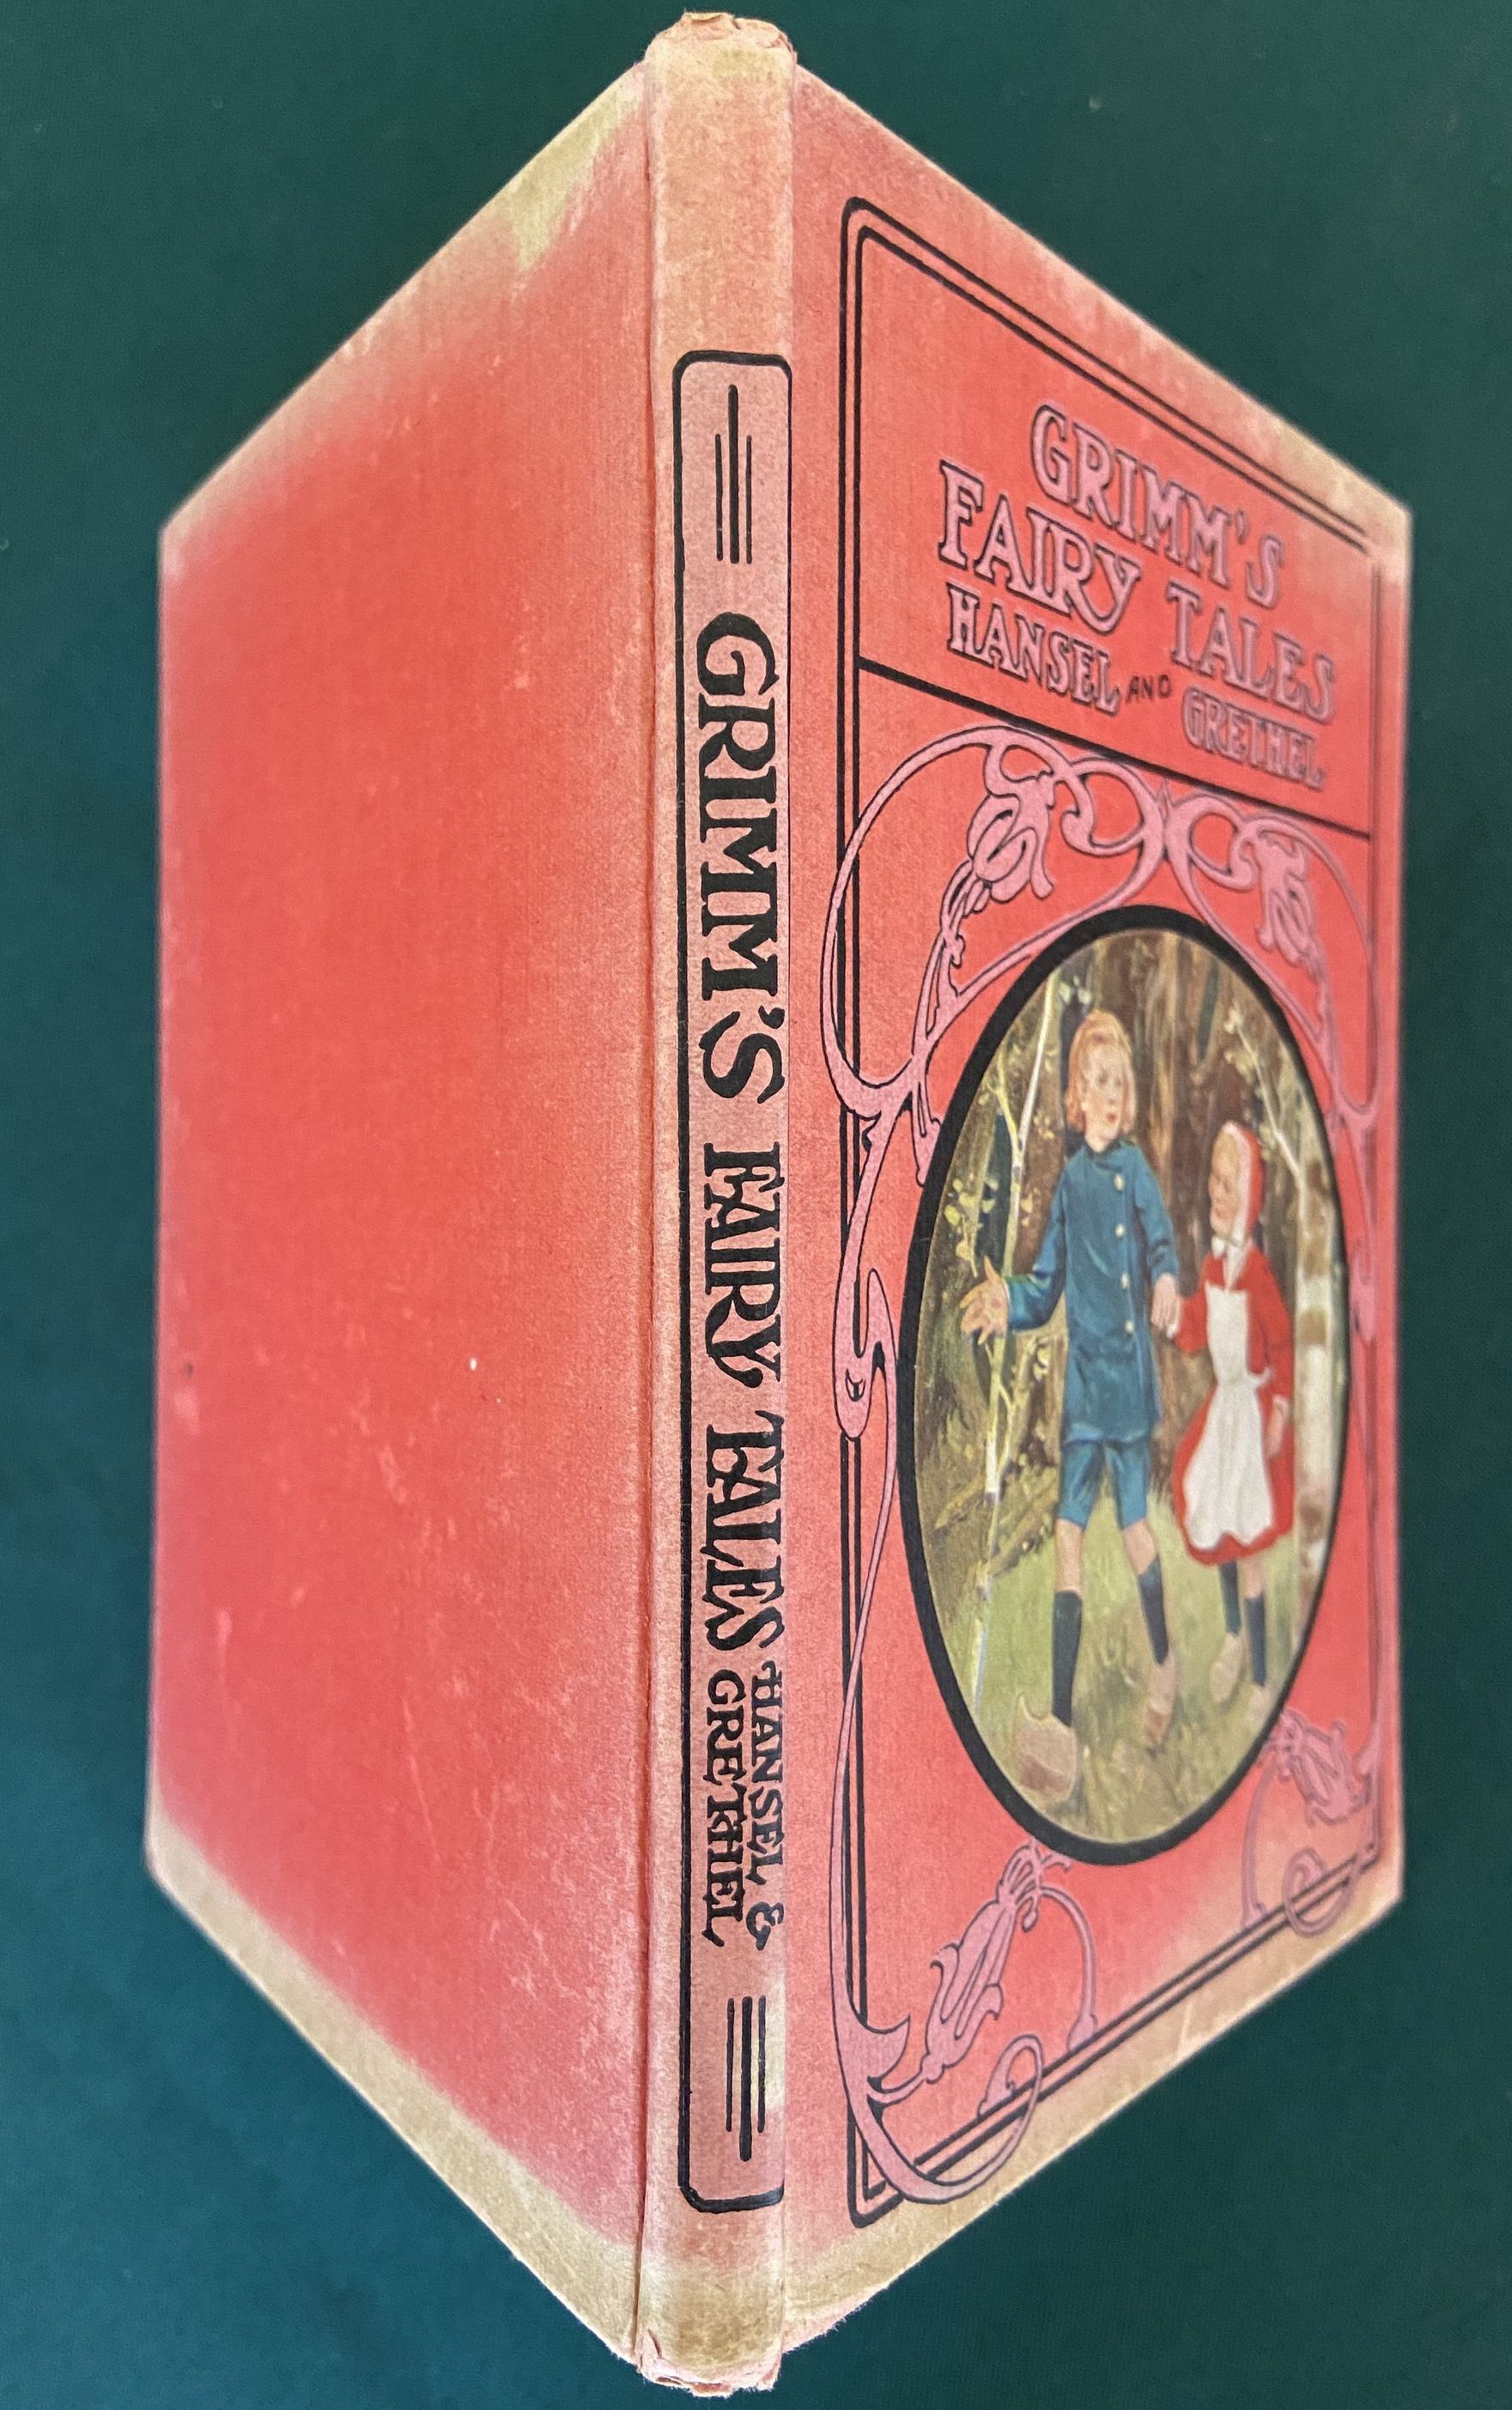 GRIMM'S FAIRY TALES
HANSEL &
GRETHEL
GRIMM'S
FAIRY TALES
HANSEL AND GRETHEL